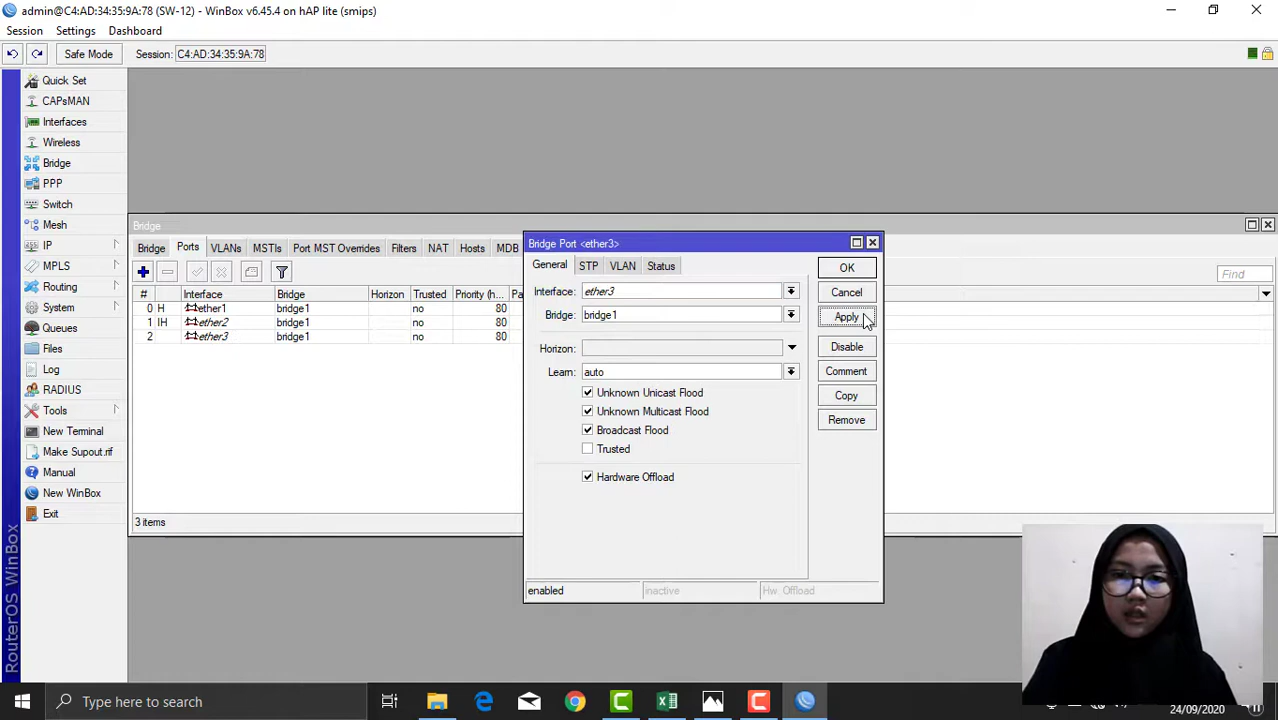 admin@C4:AD:34:35:9A:78 (SW-12) - WinBox v6.45.4 on hAP lite (smips)
Session Settings Dashboard
Safe Mode Session: C4:AD:34:35:9A:78
Quick Set
CAPsMAN
Interfaces
Wireless
Bridge
PPP
Switch
Mesh
IP
MPLS
Routing
System
Queues
Files
Log
RADIUS
Tools
New Terminal
Make Supout.rif
Manual
New WinBox
Exit
RouterOS WinBox
Bridge
Bridge Ports VLANs MSTIs Port MST Overrides Filters NAT Hosts MDB
Find
# Interface Bridge Horizon Trusted Priority (h... Pa
0 H ether1 bridge1 no 80
1 IH ether2 bridge1 no 80
2 ether3 bridge1 no 80
3 items
Bridge Port <ether3>
General STP VLAN Status
Interface: ether3
Bridge: bridge1
Horizon:
Learn: auto
Unknown Unicast Flood
Unknown Multicast Flood
Broadcast Flood
Trusted
Hardware Offload
OK
Cancel
Apply
Disable
Comment
Copy
Remove
enabled inactive Hw. Offload
Type here to search
24/09/2020